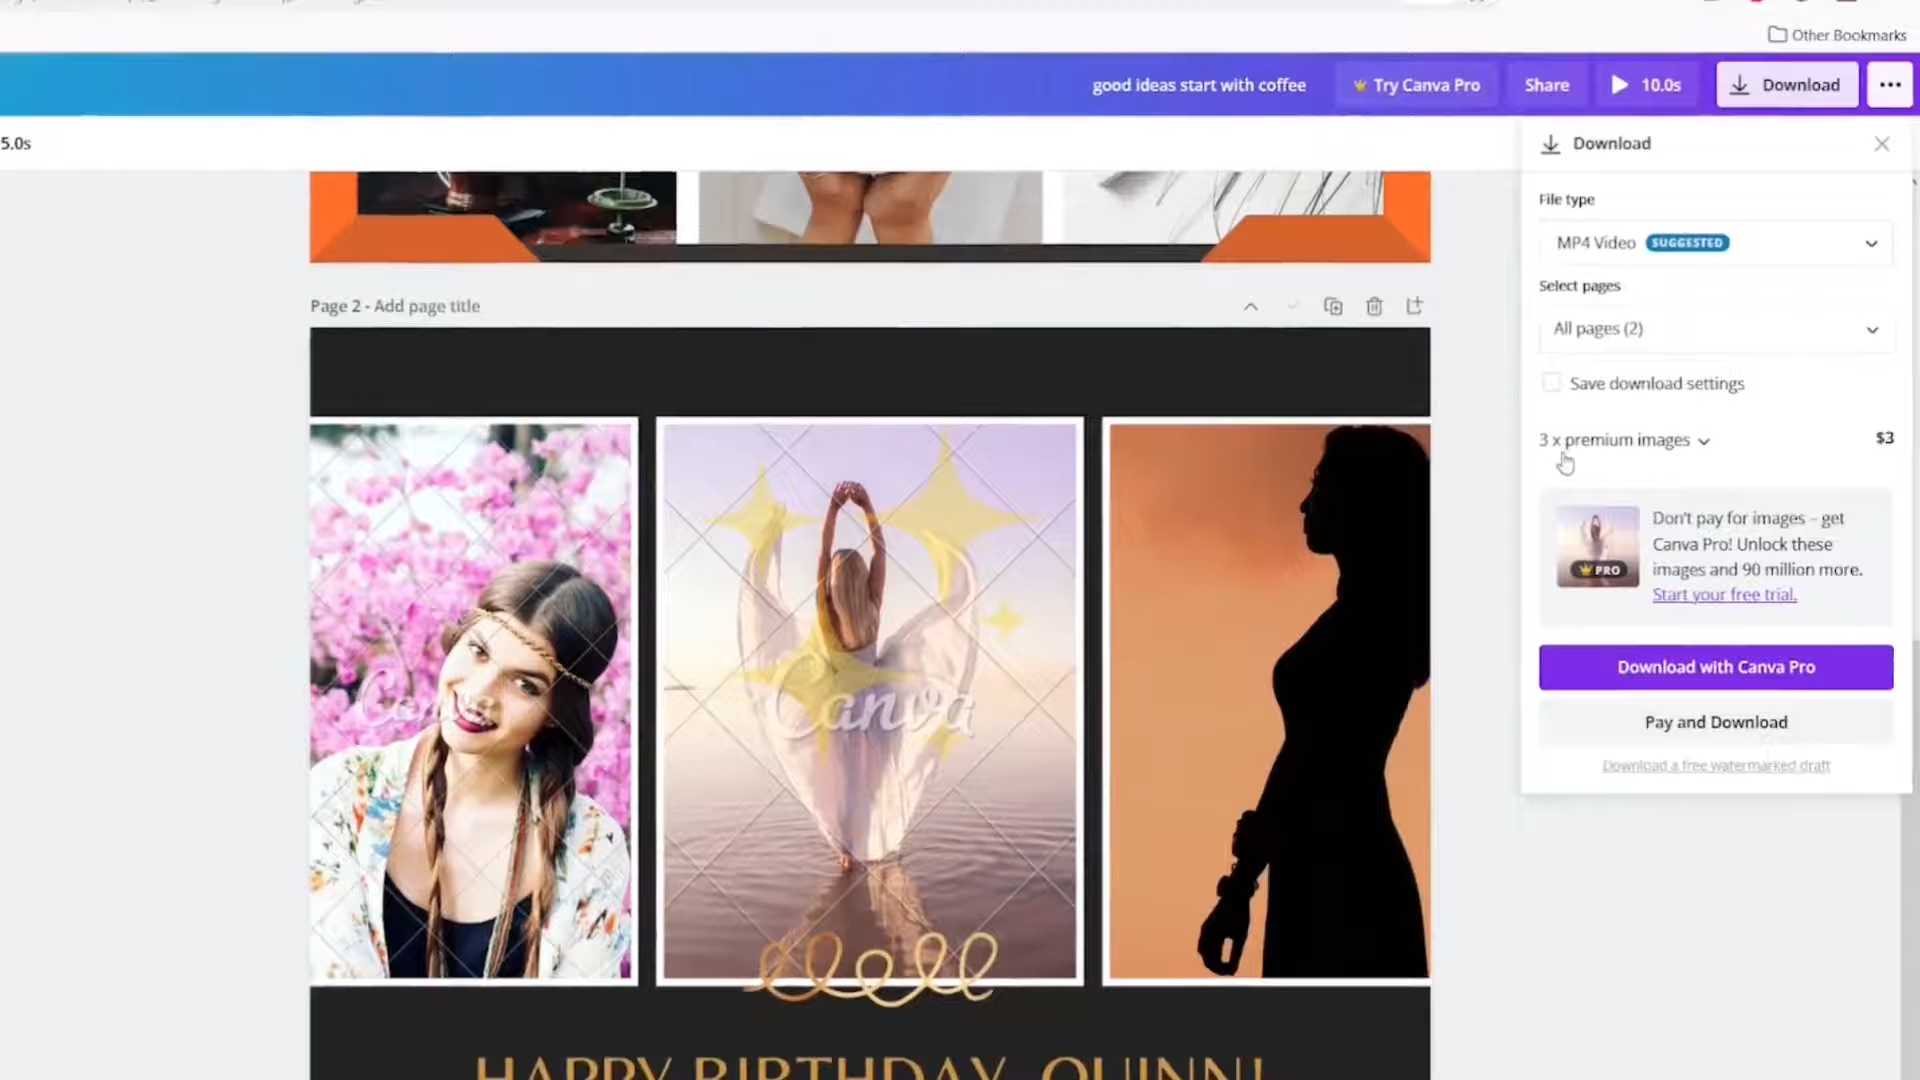 Other Bookmarks
good ideas start with coffee
Try Canva Pro
Share
10.0s
Download
5.0s
Download
File type
MP4 Video SUGGESTED
Select pages
Page 2 - Add page title
All pages (2)
Save download settings
3 x premium images
$3
Don't pay for images – get
Canva Pro! Unlock these
images and 90 million more.
Start your free trial.
PRO
Download with Canva Pro
Canva
Canva
Pay and Download
Download a free watermarked draft
HAPPY BIRTHDAY, QUINN!